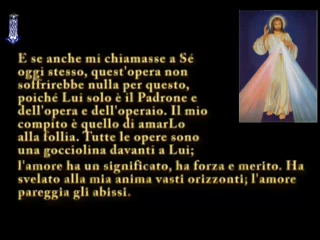 E se anche mi chiamasse a Sé
oggi stesso, quest'opera non
soffrirebbe nulla per questo,
poiché Lui solo è il Padrone e
dell'opera e dell'operaio. Il mio
compito è quello di amarLo
alla follia. Tutte le opere sono
una gocciolina davanti a Lui;
l'amore ha un significato, ha forza e merito. Ha
svelato alla mia anima vasti orizzonti; l'amore
pareggia gli abissi.